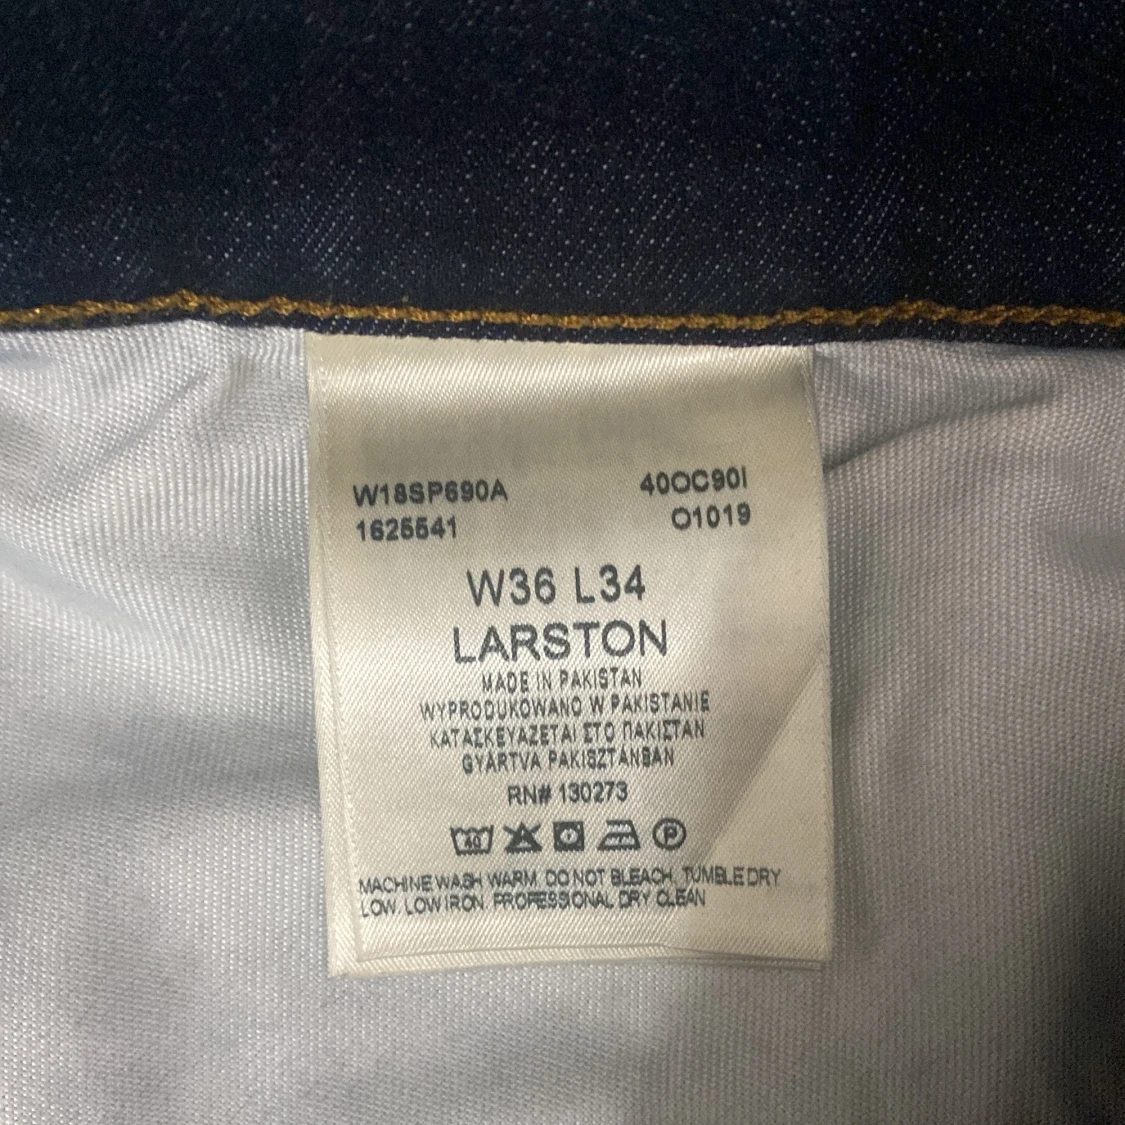 W18SP690A 40OC90I
1625541 O1019
W36 L34
LARSTON
MADE IN PAKISTAN
WYPRODUKOWANO W PAKISTANIE
ΚΑΤΑΣΚΕΥΑΖΕΤΑΙ ΣΤΟ ΠΑΚΙΣΤΑΝ
GYÁRTVA PAKISZTÁNBAN
RN# 130273
40 P
MACHINE WASH WARM. DO NOT BLEACH. TUMBLE DRY
LOW. LOW IRON. PROFESSIONAL DRY CLEAN